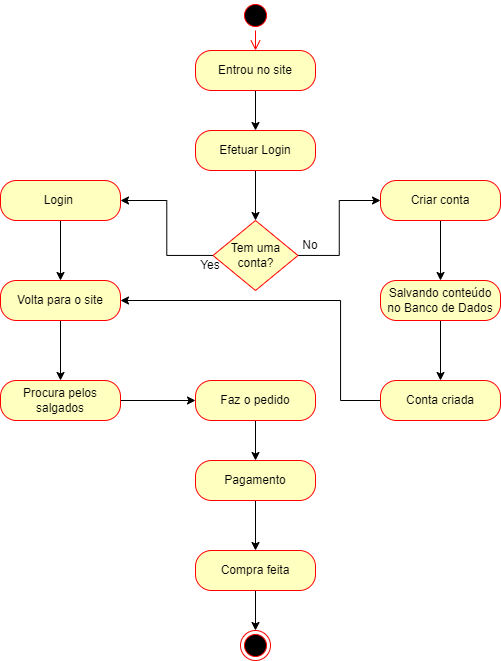 Entrou no site
Efetuar Login
Login
Criar conta
Tem uma
conta?
Yes
No
Volta para o site
Salvando conteúdo
no Banco de Dados
Procura pelos
salgados
Faz o pedido
Conta criada
Pagamento
Compra feita